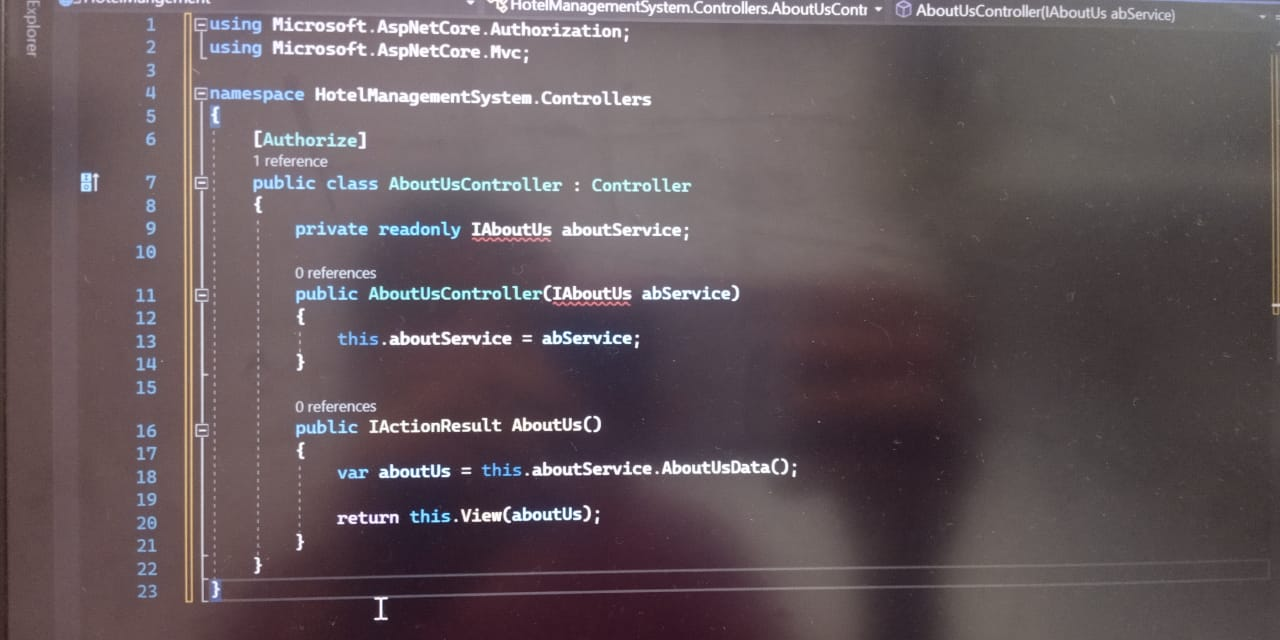 Explorer
HotelManagement
HotelManagementSystem.Controllers.AboutUsContr
AboutUsController(IAboutUs abService)
1 using Microsoft.AspNetCore.Authorization;
2 using Microsoft.AspNetCore.Mvc;
3
4 namespace HotelManagementSystem.Controllers
5 {
6 [Authorize]
1 reference
7 public class AboutUsController : Controller
8 {
9 private readonly IAboutUs aboutService;
10
0 references
11 public AboutUsController(IAboutUs abService)
12 {
13 this.aboutService = abService;
14 }
15
0 references
16 public IActionResult AboutUs()
17 {
18 var aboutUs = this.aboutService.AboutUsData();
19
20 return this.View(aboutUs);
21 }
22 }
23 }